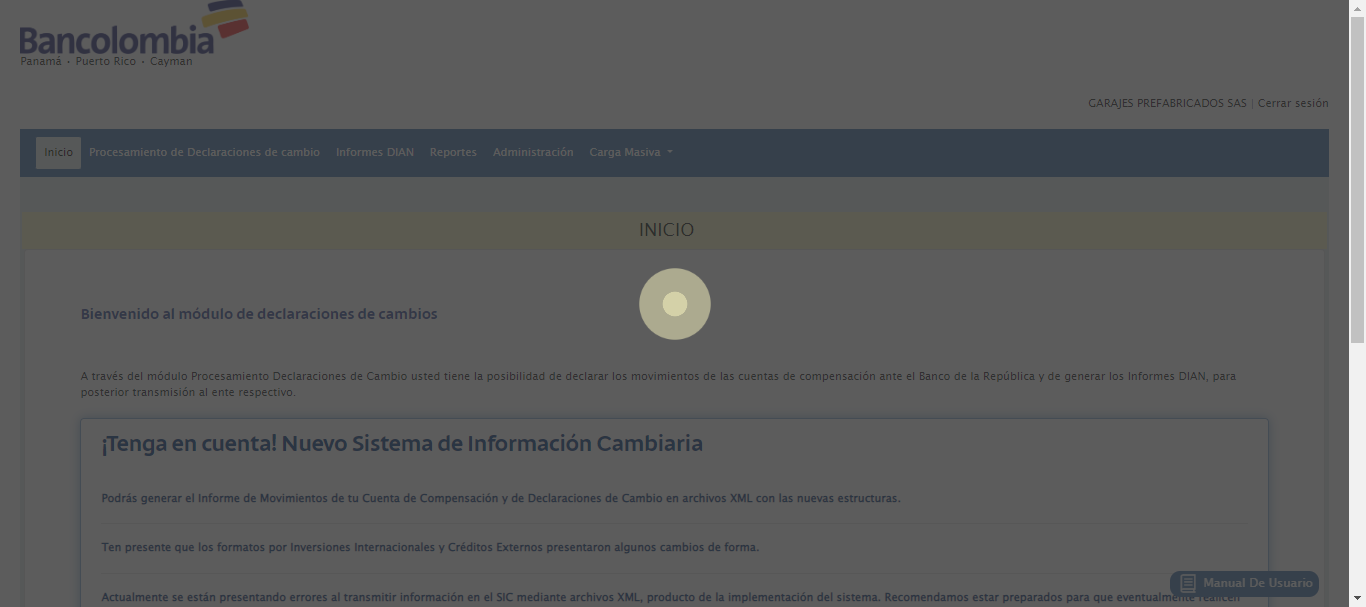 Bancolombia
Panamá • Puerto Rico • Cayman
GARAJES PREFABRICADOS SAS | Cerrar sesión
Inicio Procesamiento de Declaraciones de cambio Informes DIAN Reportes Administración Carga Masiva
INICIO
Bienvenido al módulo de declaraciones de cambios
A través del módulo Procesamiento Declaraciones de Cambio usted tiene la posibilidad de declarar los movimientos de las cuentas de compensación ante el Banco de la República y de generar los Informes DIAN, para
posterior transmisión al ente respectivo.
¡Tenga en cuenta! Nuevo Sistema de Información Cambiaria
Podrás generar el Informe de Movimientos de tu Cuenta de Compensación y de Declaraciones de Cambio en archivos XML con las nuevas estructuras.
Ten presente que los formatos por Inversiones Internacionales y Créditos Externos presentaron algunos cambios de forma.
Manual De Usuario
Actualmente se están presentando errores al transmitir información en el SIC mediante archivos XML, producto de la implementación del sistema. Recomendamos estar preparados para que eventualmente realicen